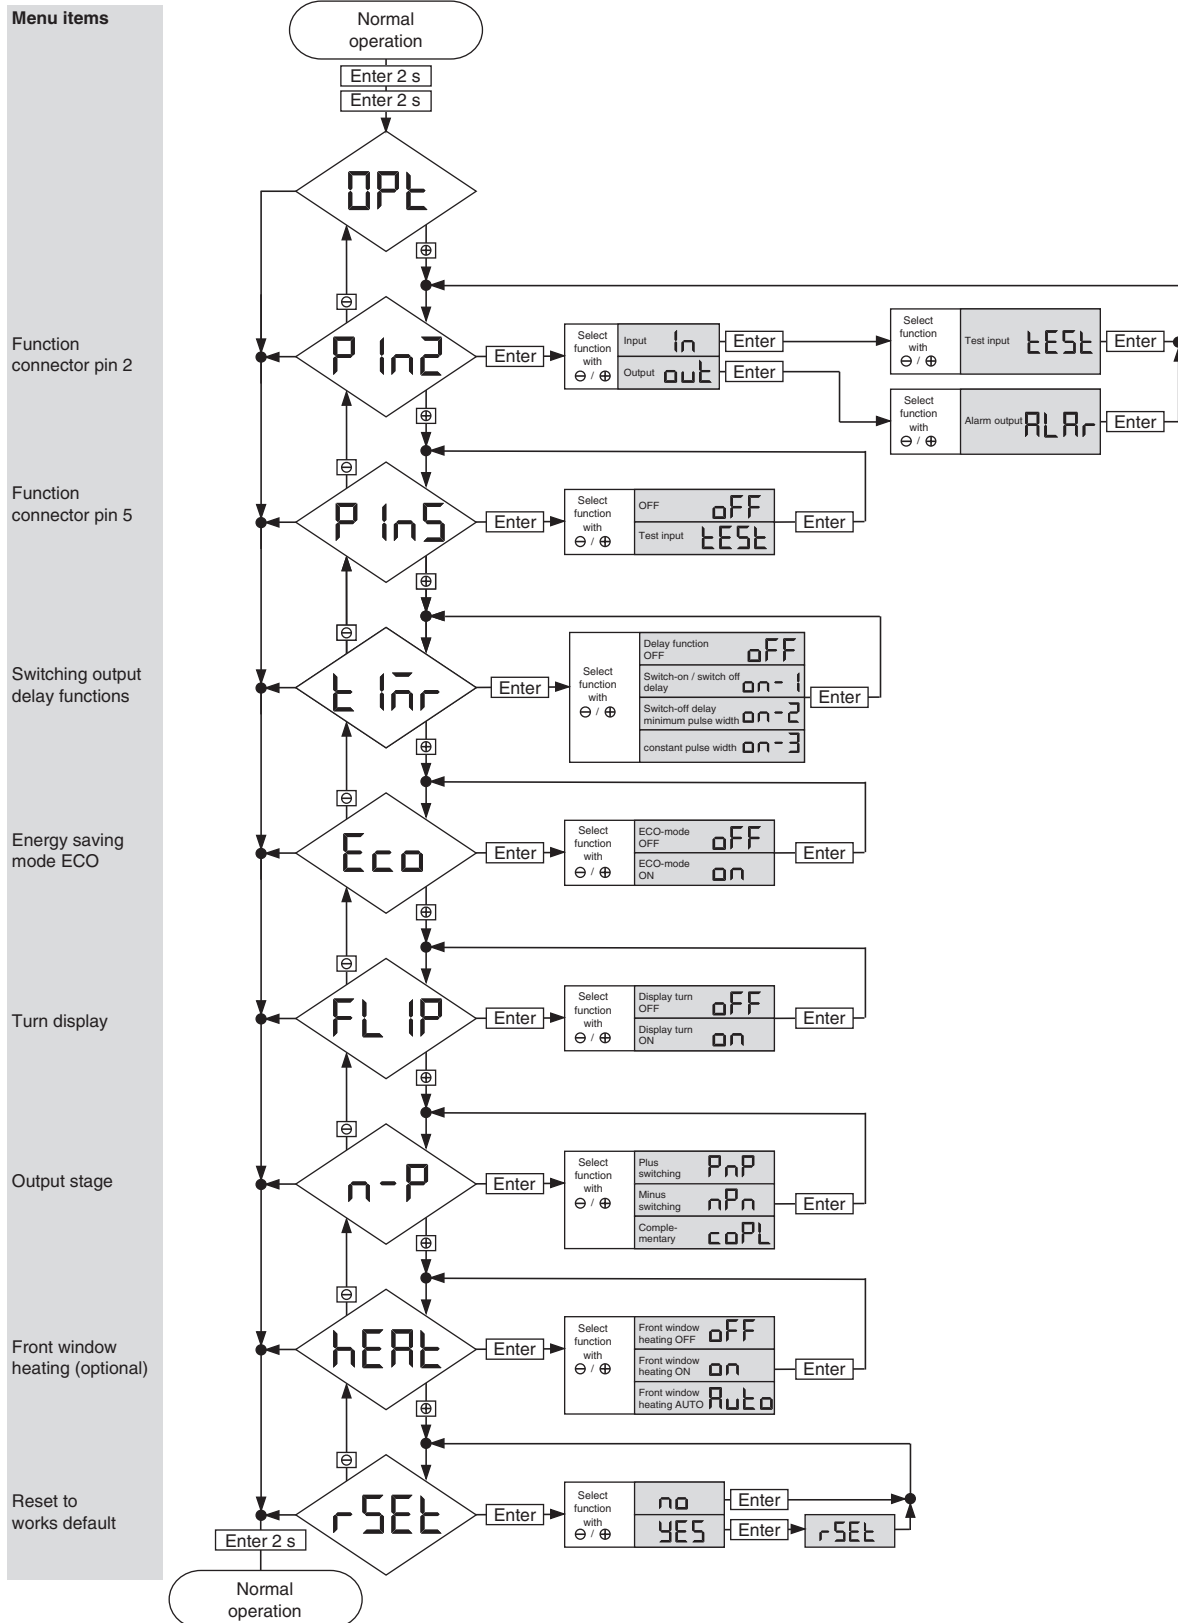 Menu items
Normal
operation
Enter 2 s
Enter 2 s
OPt
⊕
⊖
Function
connector pin 2
PIn2
Enter
Select
function
with
⊖ / ⊕
Input In
Enter
Output out
Enter
Select
function
with
⊖ / ⊕
Test input tESt
Enter
Select
function
with
⊖ / ⊕
Alarm output ALAr
Enter
⊕
⊖
Function
connector pin 5
PIn5
Enter
Select
function
with
⊖ / ⊕
OFF oFF
Test input tESt
Enter
⊕
⊖
Switching output
delay functions
tImr
Enter
Select
function
with
⊖ / ⊕
Delay function
OFF oFF
Switch-on / switch off
delay on-1
Switch-off delay
minimum pulse width on-2
constant pulse width on-3
Enter
⊕
⊖
Energy saving
mode ECO
Eco
Enter
Select
function
with
⊖ / ⊕
ECO-mode
OFF oFF
ECO-mode
ON on
Enter
⊕
⊖
Turn display
FLIP
Enter
Select
function
with
⊖ / ⊕
Display turn
OFF oFF
Display turn
ON on
Enter
⊕
⊖
Output stage
n-P
Enter
Select
function
with
⊖ / ⊕
Plus
switching PnP
Minus
switching nPn
Comple-
mentary coPL
Enter
⊕
⊖
Front window
heating (optional)
hEAt
Enter
Select
function
with
⊖ / ⊕
Front window
heating OFF oFF
Front window
heating ON on
Front window
heating AUTO Auto
Enter
⊕
⊖
Reset to
works default
rSEt
Enter
Select
function
with
⊖ / ⊕
no
Enter
YES
Enter
rSEt
Enter 2 s
Normal
operation